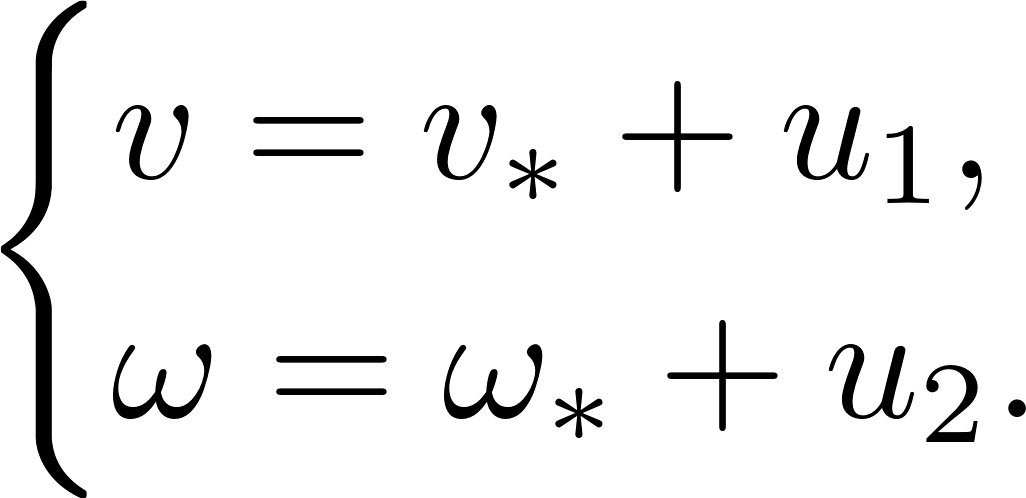 v = v_* + u_1,
ω = ω_* + u_2.